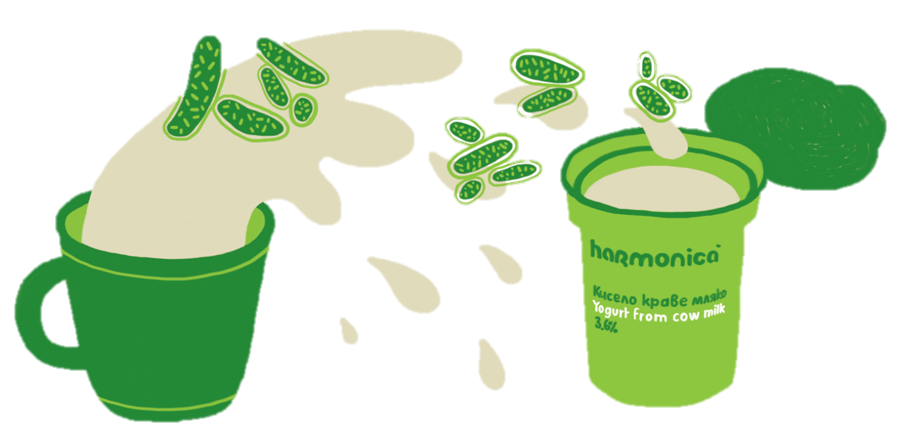 harmonica
Кисело краве мляко
Yogurt from cow milk
3.6%